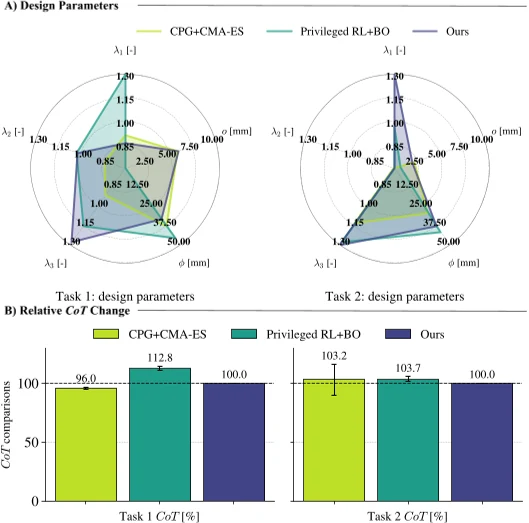 A) Design Parameters
CPG+CMA-ES Privileged RL+BO Ours
λ1 [-] λ1 [-]
1.30 1.30
1.15 1.15
λ2 [-] 1.00 o [mm] λ2 [-] 1.00 o [mm]
1.30 1.15 1.00 0.85 0.85 2.50 5.00 7.50 10.00 1.30 1.15 1.00 0.85 0.85 2.50 5.00 7.50 10.00
0.85 12.50 0.85 12.50
1.00 25.00 1.00 25.00
1.15 37.50 1.15 37.50
1.30 50.00 1.30 50.00
λ3 [-] ϕ [mm] λ3 [-] ϕ [mm]
Task 1: design parameters Task 2: design parameters
B) Relative CoT Change
CPG+CMA-ES Privileged RL+BO Ours
CoT comparisons
100
50
0
96.0 112.8 100.0 103.2 103.7 100.0
Task 1 CoT [%] Task 2 CoT [%]